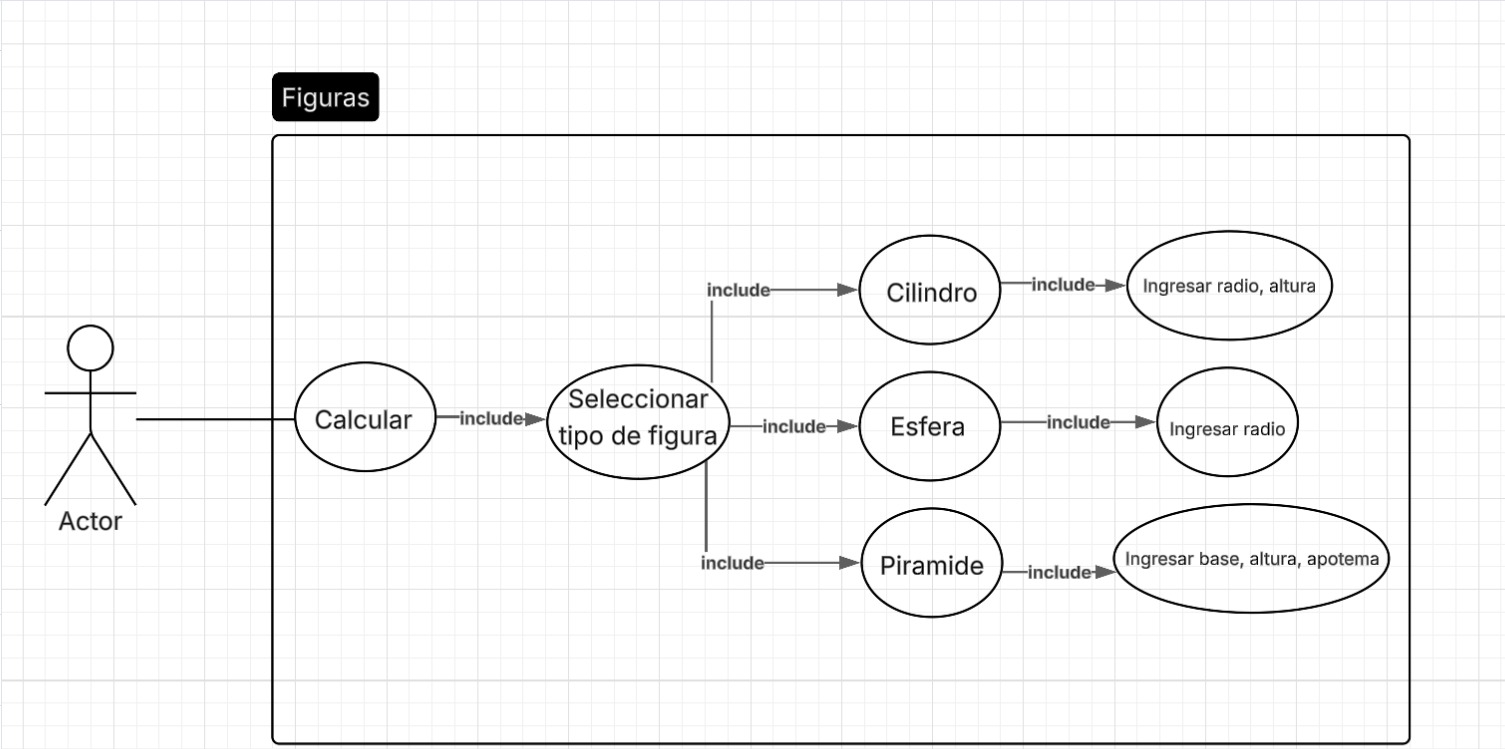 Figuras
Actor
Calcular
include
Seleccionar
tipo de figura
include
Cilindro
include
Ingresar radio, altura
include
Esfera
include
Ingresar radio
include
Piramide
include
Ingresar base, altura, apotema